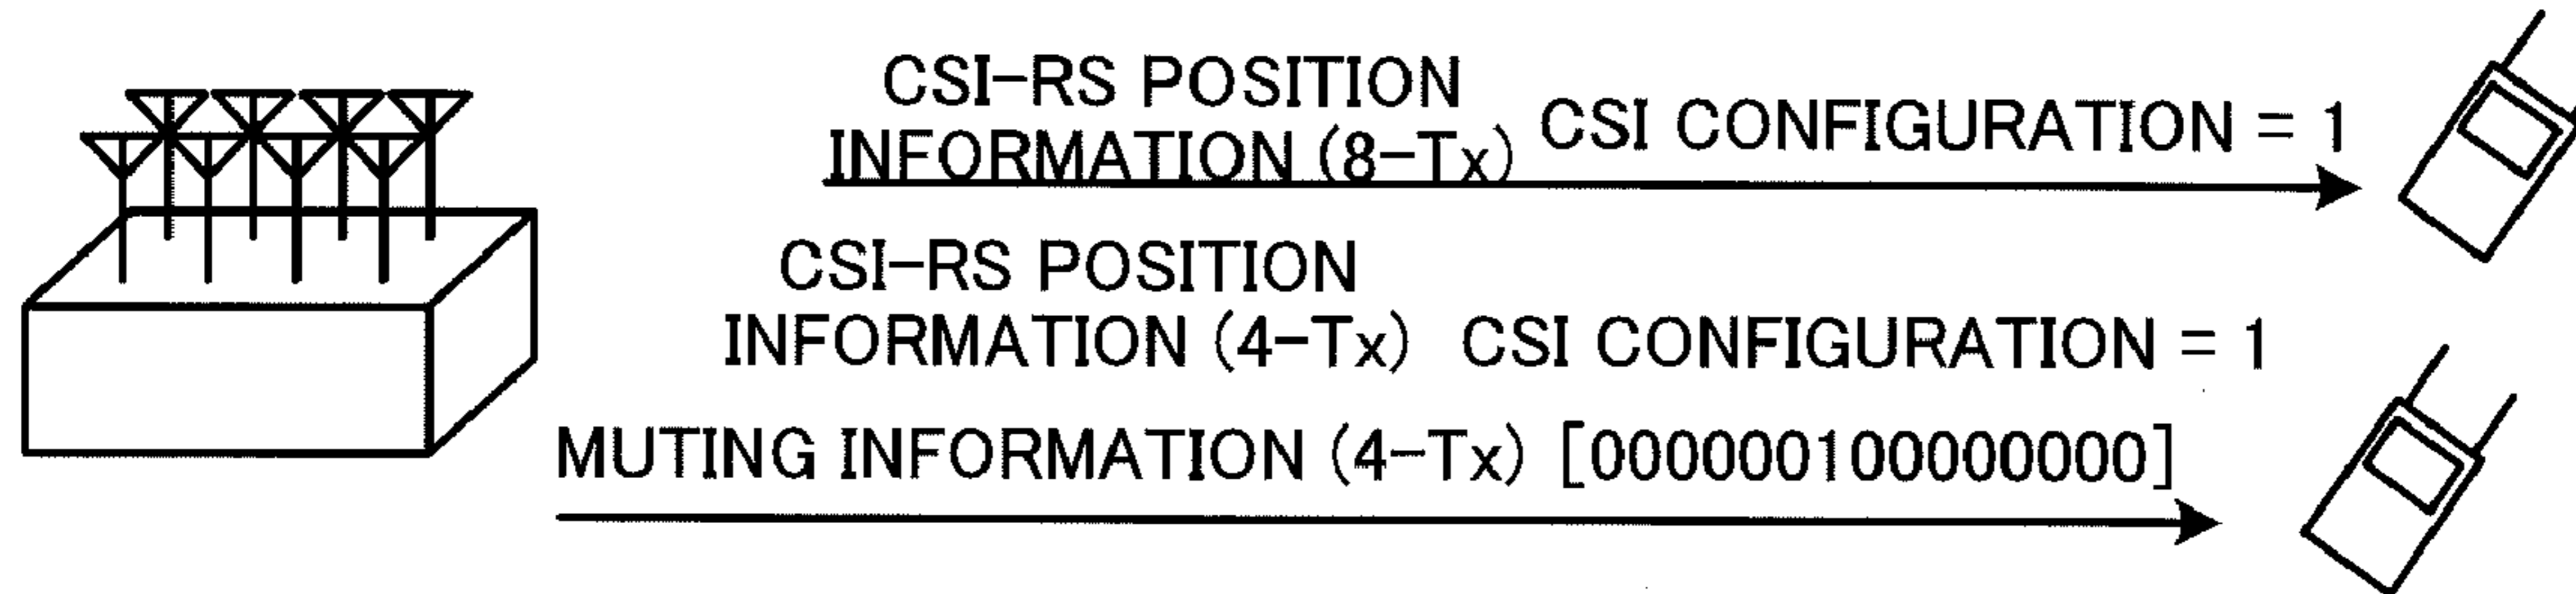 CSI-RS POSITION
INFORMATION (8-Tx) CSI CONFIGURATION = 1
CSI-RS POSITION
INFORMATION (4-Tx) CSI CONFIGURATION = 1
MUTING INFORMATION (4-Tx) [0000001000000000]